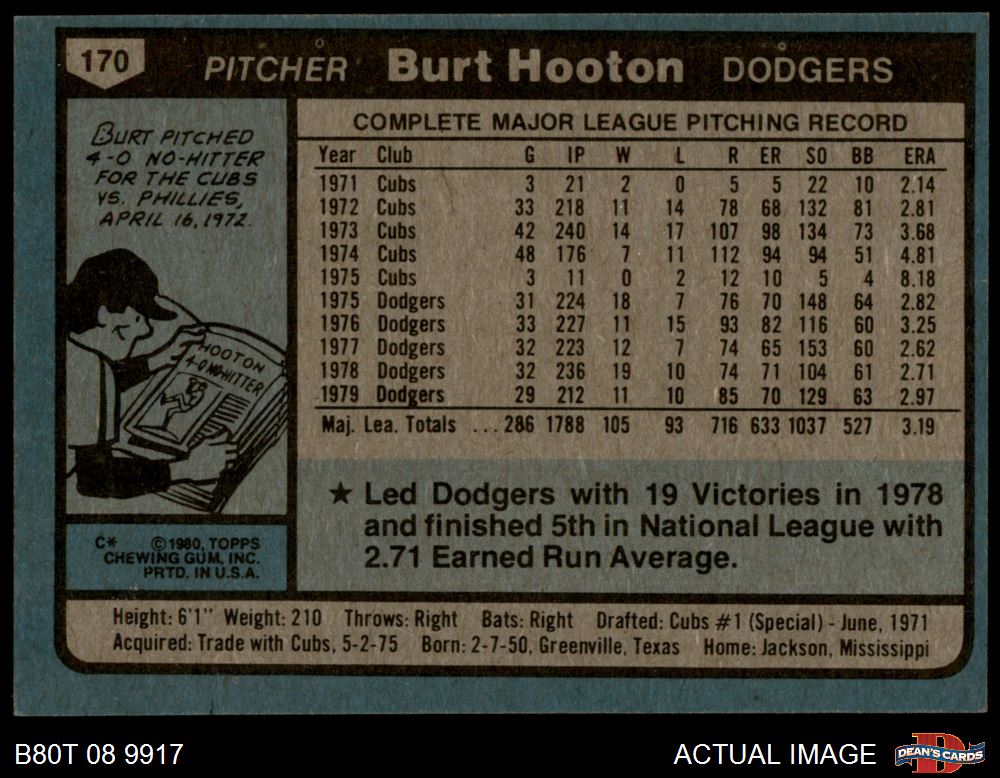 170 PITCHER Burt Hooton DODGERS
BURT PITCHED
4-0 NO-HITTER
FOR THE CUBS
VS. PHILLIES,
APRIL 16, 1972.
HOOTON
4-0 NO-HITTER
C* © 1980, TOPPS
CHEWING GUM, INC.
PRTD. IN U.S.A.
COMPLETE MAJOR LEAGUE PITCHING RECORD
Year Club G IP W L R ER SO BB ERA
1971 Cubs 3 21 2 0 5 5 22 10 2.14
1972 Cubs 33 218 11 14 78 68 132 81 2.81
1973 Cubs 42 240 14 17 107 98 134 73 3.68
1974 Cubs 48 176 7 11 112 94 94 51 4.81
1975 Cubs 3 11 0 2 12 10 5 4 8.18
1975 Dodgers 31 224 18 7 76 70 148 64 2.82
1976 Dodgers 33 227 11 15 93 82 116 60 3.25
1977 Dodgers 32 223 12 7 74 65 153 60 2.62
1978 Dodgers 32 236 19 10 74 71 104 61 2.71
1979 Dodgers 29 212 11 10 85 70 129 63 2.97
Maj. Lea. Totals ... 286 1788 105 93 716 633 1037 527 3.19
★ Led Dodgers with 19 Victories in 1978
and finished 5th in National League with
2.71 Earned Run Average.
Height: 6'1" Weight: 210 Throws: Right Bats: Right Drafted: Cubs #1 (Special) - June, 1971
Acquired: Trade with Cubs, 5-2-75 Born: 2-7-50, Greenville, Texas Home: Jackson, Mississippi
B80T 08 9917 ACTUAL IMAGE DEAN'S CARDS